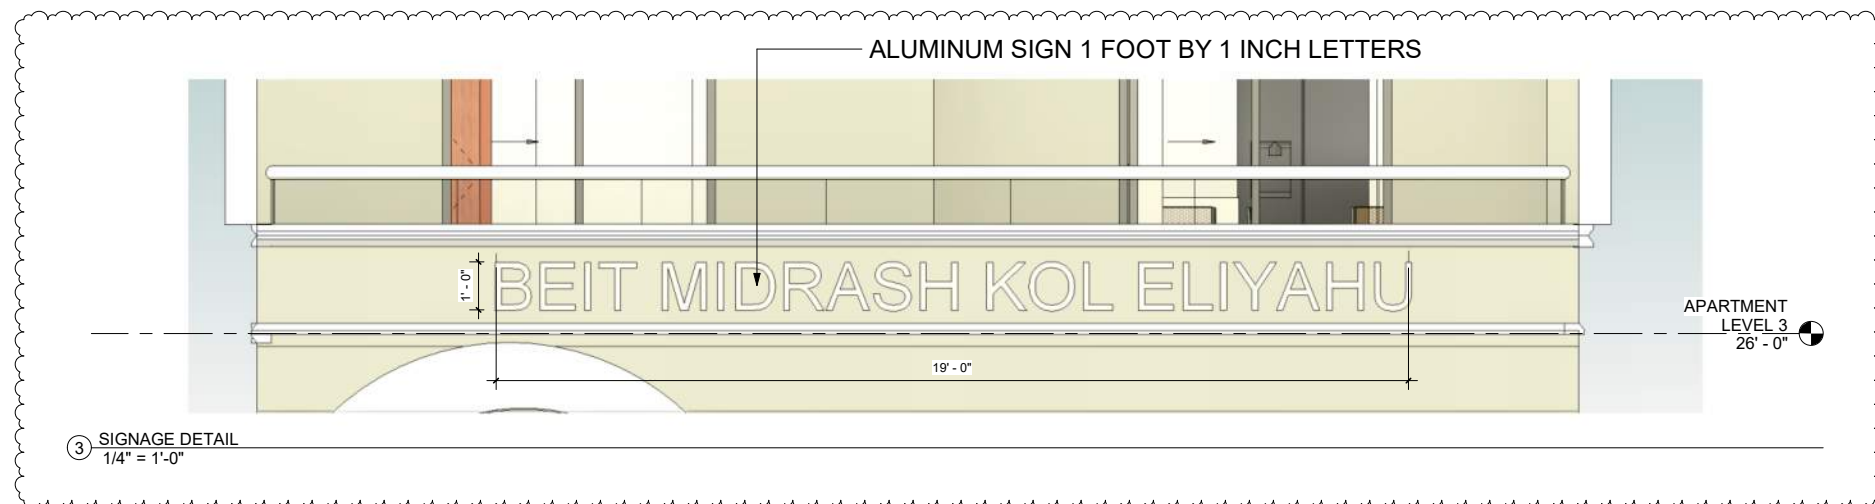 ALUMINUM SIGN 1 FOOT BY 1 INCH LETTERS
1' - 0"
BEIT MIDRASH KOL ELIYAHU
APARTMENT
LEVEL 3
26' - 0"
19' - 0"
3 SIGNAGE DETAIL
1/4" = 1'-0"